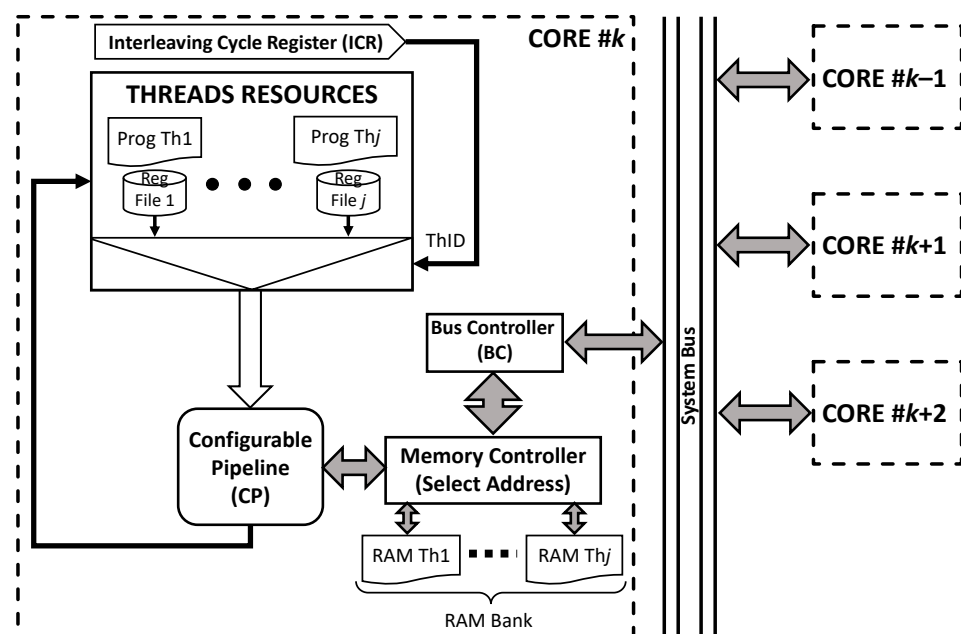 Interleaving Cycle Register (ICR)
CORE #k
THREADS RESOURCES
Prog Th1
Prog Thj
Reg
File 1
Reg
File j
ThID
Bus Controller
(BC)
Configurable
Pipeline
(CP)
Memory Controller
(Select Address)
RAM Th1
RAM Thj
RAM Bank
System Bus
CORE #k–1
CORE #k+1
CORE #k+2